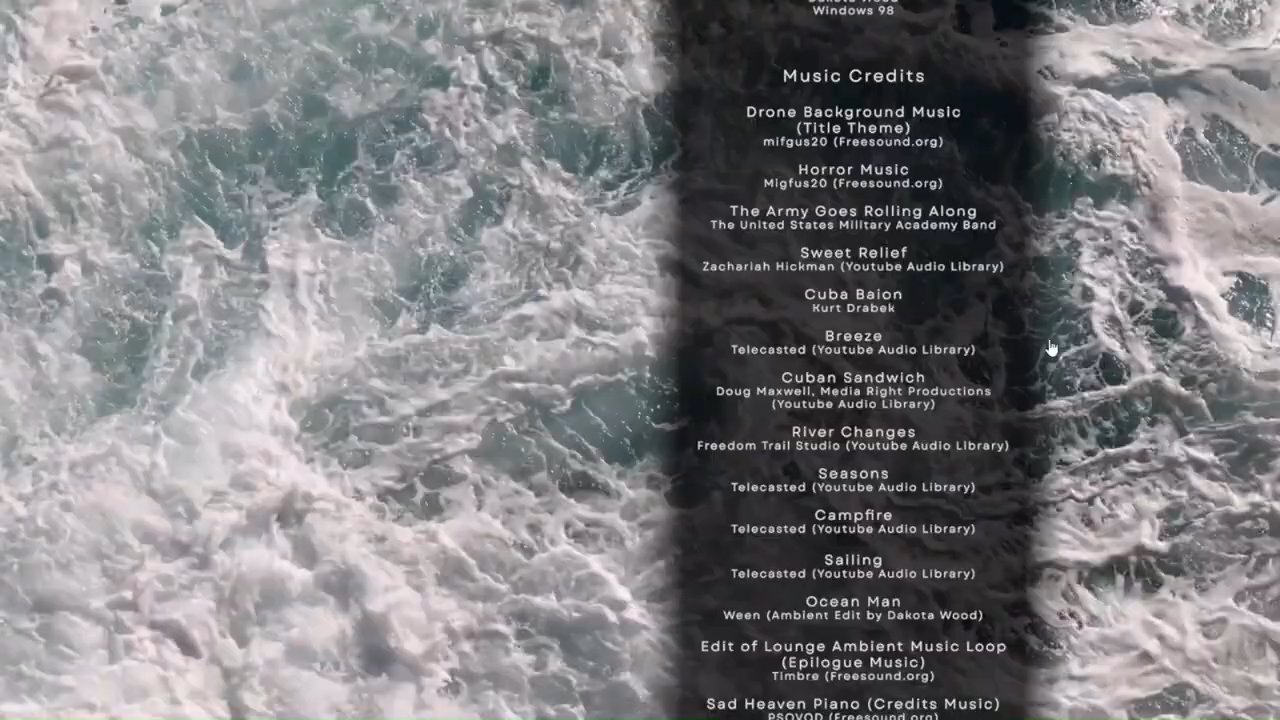 Dakota Wood
Windows 98
Music Credits
Drone Background Music
(Title Theme)
mifgus20 (Freesound.org)
Horror Music
Migfus20 (Freesound.org)
The Army Goes Rolling Along
The United States Military Academy Band
Sweet Relief
Zachariah Hickman (Youtube Audio Library)
Cuba Baion
Kurt Drabek
Breeze
Telecasted (Youtube Audio Library)
Cuban Sandwich
Doug Maxwell, Media Right Productions
(Youtube Audio Library)
River Changes
Freedom Trail Studio (Youtube Audio Library)
Seasons
Telecasted (Youtube Audio Library)
Campfire
Telecasted (Youtube Audio Library)
Sailing
Telecasted (Youtube Audio Library)
Ocean Man
Ween (Ambient Edit by Dakota Wood)
Edit of Lounge Ambient Music Loop
(Epilogue Music)
Timbre (Freesound.org)
Sad Heaven Piano (Credits Music)
PSOVOD (Freesound.org)